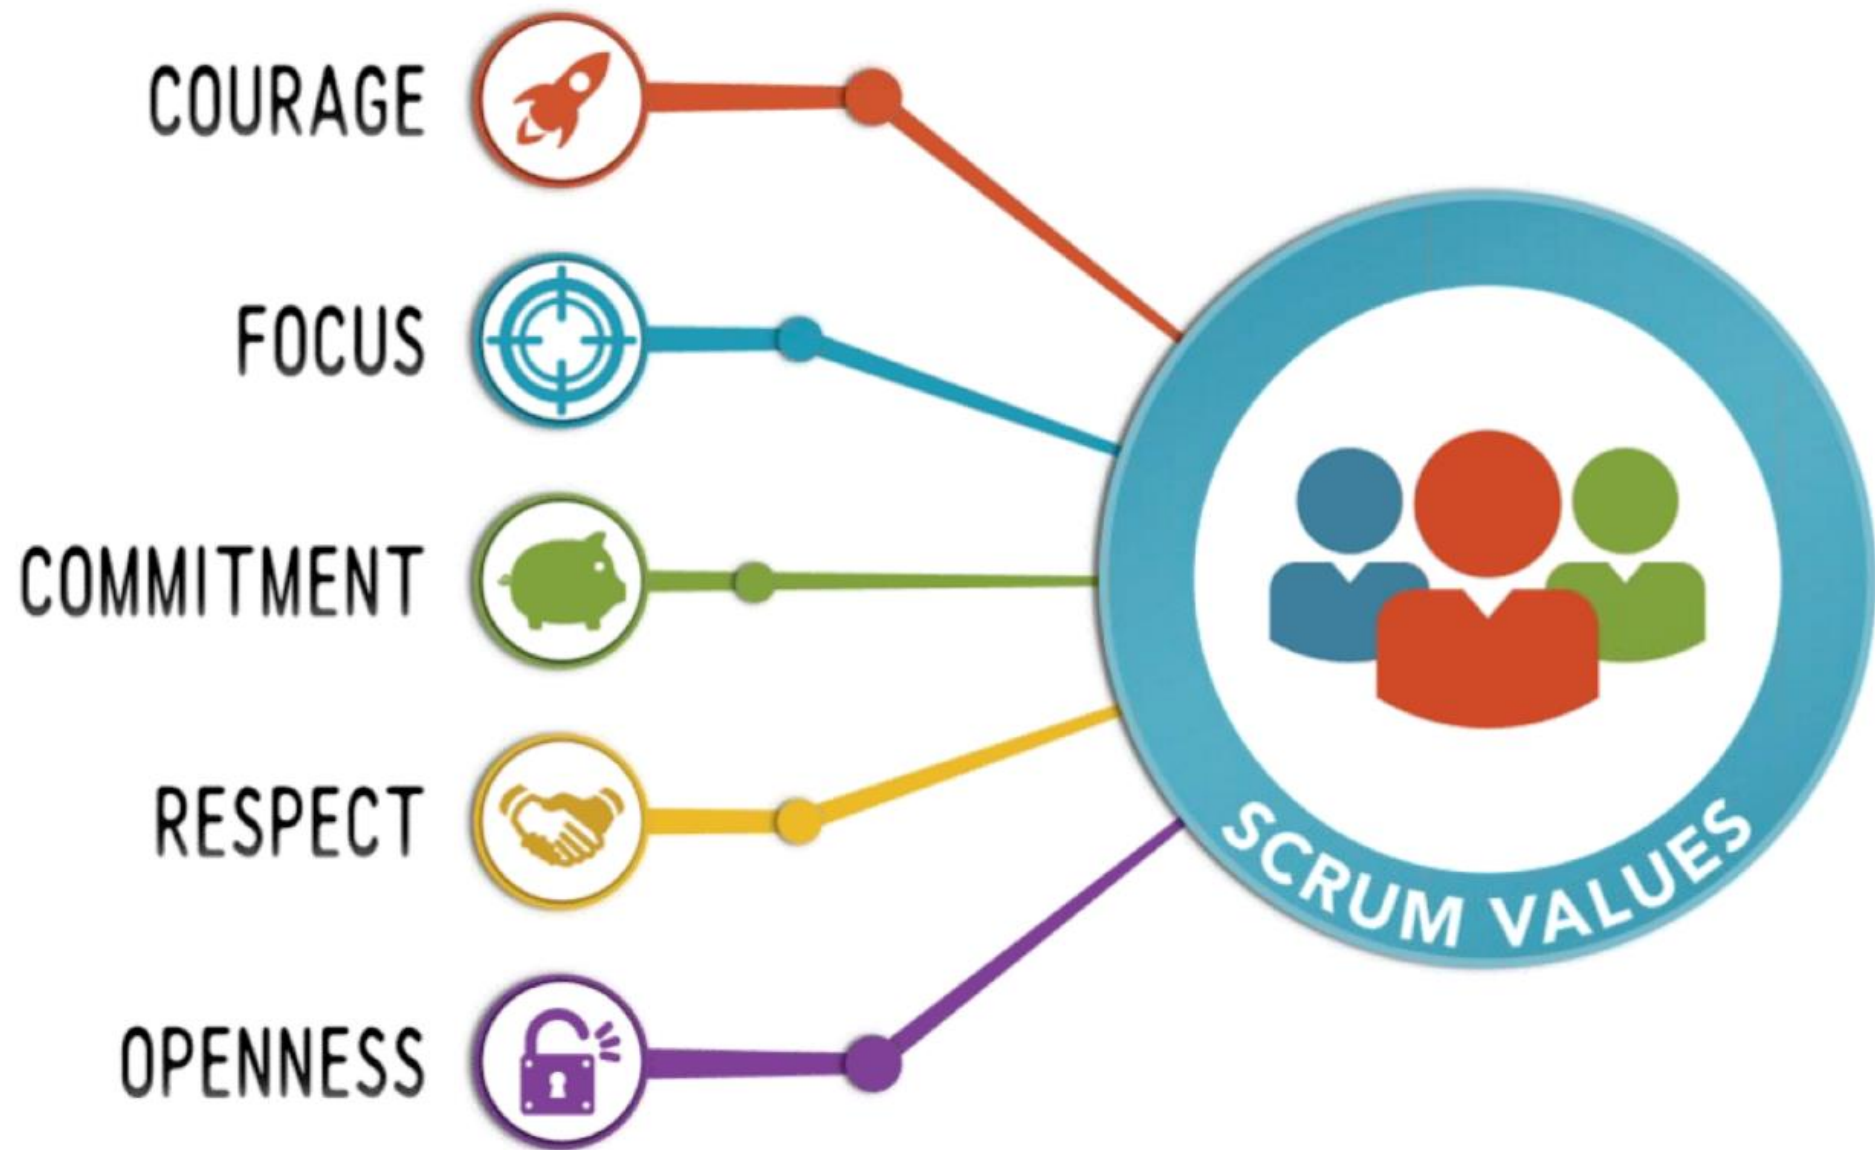 COURAGE
FOCUS
COMMITMENT
RESPECT
OPENNESS
SCRUM VALUES